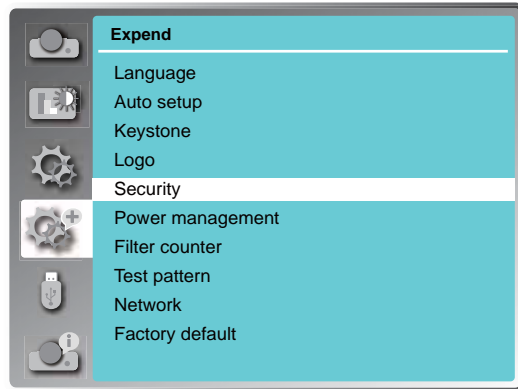 Expend
Language
Auto setup
Keystone
Logo
Security
Power management
Filter counter
Test pattern
Network
Factory default